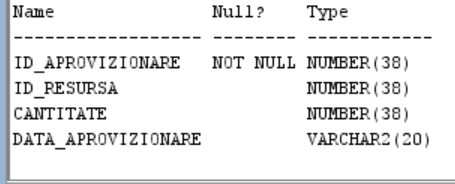 Name Null? Type
------------------ -------- ------------
ID_APROVIZIONARE NOT NULL NUMBER(38)
ID_RESURSA NUMBER(38)
CANTITATE NUMBER(38)
DATA_APROVIZIONARE VARCHAR2(20)